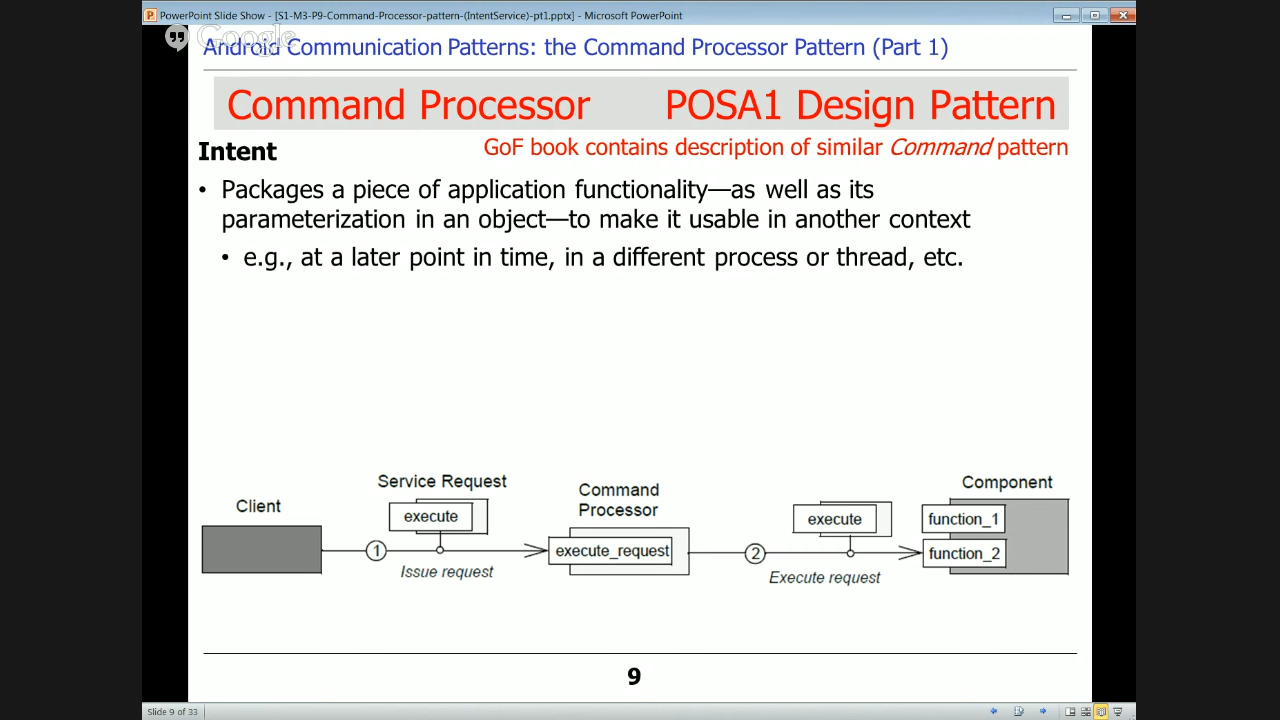 PowerPoint Slide Show - [S1-M3-P9-Command-Processor-pattern-(IntentService)-pt1.pptx] - Microsoft PowerPoint
Google
Android Communication Patterns: the Command Processor Pattern (Part 1)
Command Processor POSA1 Design Pattern
Intent
GoF book contains description of similar Command pattern
• Packages a piece of application functionality—as well as its
parameterization in an object—to make it usable in another context
• e.g., at a later point in time, in a different process or thread, etc.
Client
Service Request
execute
1
Issue request
Command
Processor
execute_request
execute
2
Execute request
Component
function_1
function_2
9
Slide 9 of 33